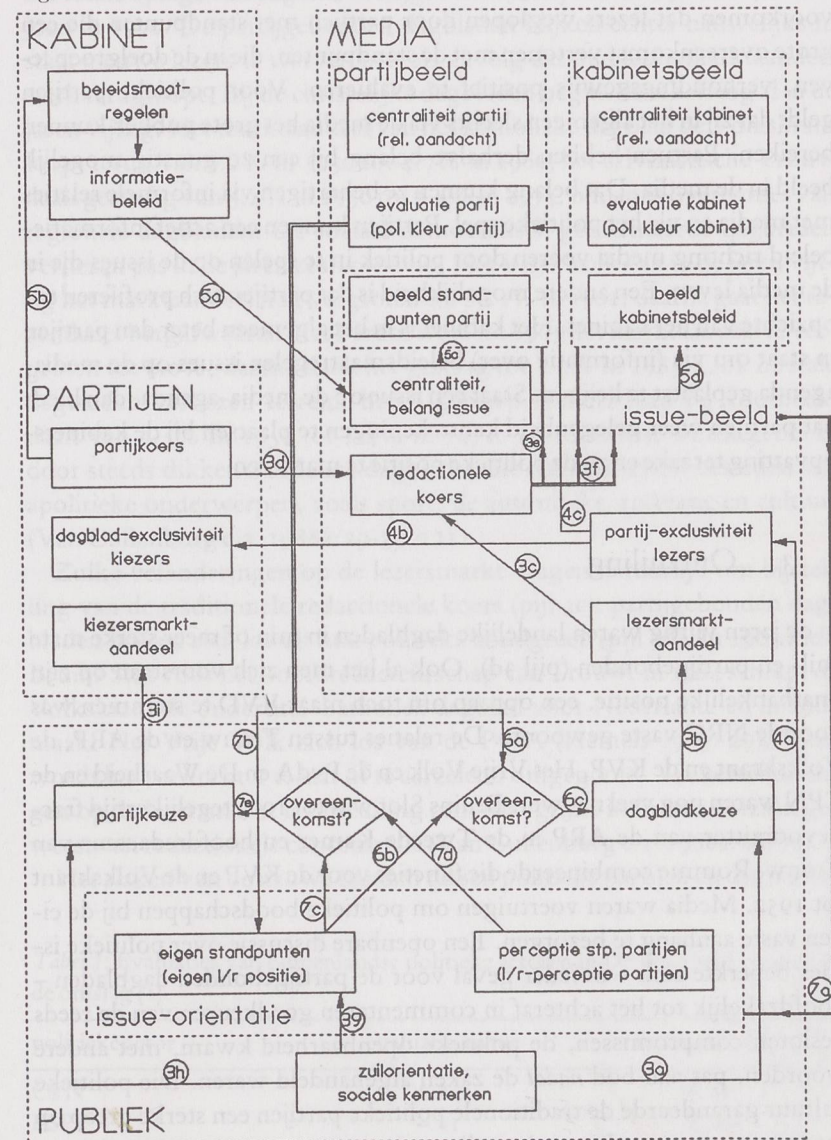 KABINET
MEDIA
beleidsmaat-
regelen
informatie-
beleid
partijbeeld
centraliteit partij
(rel. aandacht)
evaluatie partij
(pol. kleur partij)
beeld stand-
punten partij
centraliteit,
belang issue
kabinetsbeeld
centraliteit kabinet
(rel. aandacht)
evaluatie kabinet
(pol. kleur kabinet)
beeld
kabinetsbeleid
issue-beeld
5b
5a
5c
5d
PARTIJEN
partijkoers
3d
redactionele
koers
3e
3f
4c
dagblad-exclusiviteit
kiezers
4b
3c
partij-exclusiviteit
lezers
kiezersmarkt-
aandeel
lezersmarkt-
aandeel
3i
7b
6a
3b
4a
partijkeuze
7e
overeen-
komst?
overeen-
komst?
6c
dagbladkeuze
6b
7d
7c
eigen standpunten
(eigen l/r-positie)
percepties partijen
(l/r-perceptie partijen)
issue-orientatie
7a
3h
zuilorientatie,
sociale kenmerken
3a
PUBLIEK